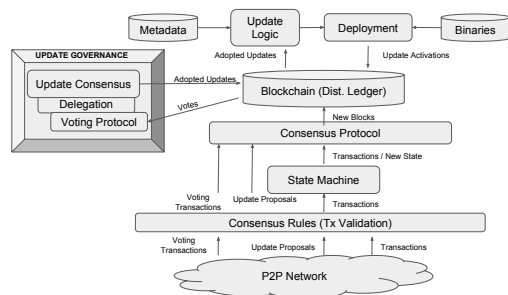 Metadata
Update
Logic
Deployment
Binaries
UPDATE GOVERNANCE
Update Consensus
Delegation
Voting Protocol
Adopted Updates
Update Activations
Adopted Updates
Votes
Blockchain (Dist. Ledger)
New Blocks
Consensus Protocol
Transactions / New State
State Machine
Voting
Transactions
Update Proposals
Transactions
Consensus Rules (Tx Validation)
Voting
Transactions
Update Proposals
Transactions
P2P Network